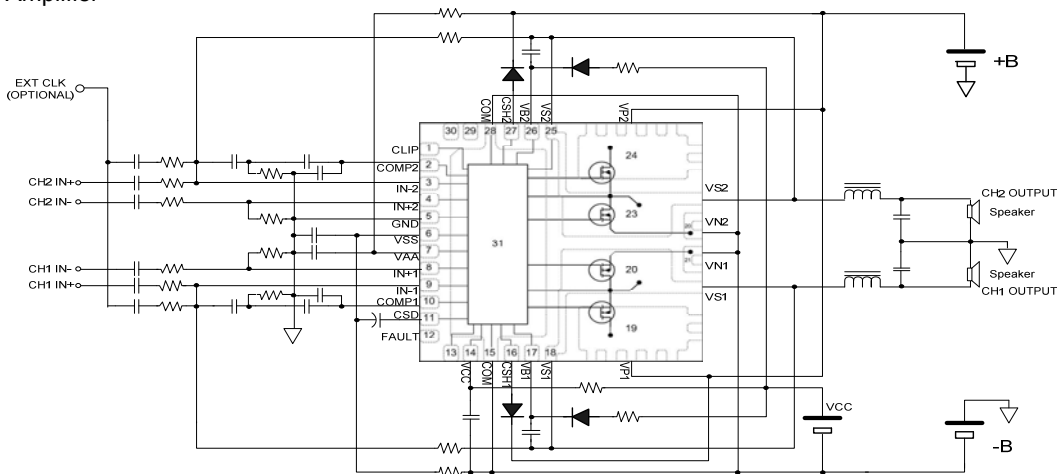 Amplifier
+B
EXT CLK
(OPTIONAL)
COM
CSH2
VB2
VS2
VP2
30 29 28 27 26 25
CLIP
1
COMP2
2
CH2 IN+
IN-2
3
CH2 IN-
IN+2
4
GND
5
VSS
6
VAA
7
CH1 IN-
IN+1
8
CH1 IN+
IN-1
9
COMP1
10
CSD
11
FAULT
12
31
24
23
20
19
VS2
VN2
VN1
VS1
CH2 OUTPUT
Speaker
Speaker
CH1 OUTPUT
13 14 15 16 17 18
VCC
COM
CSH1
VB1
VS1
VP1
VCC
-B